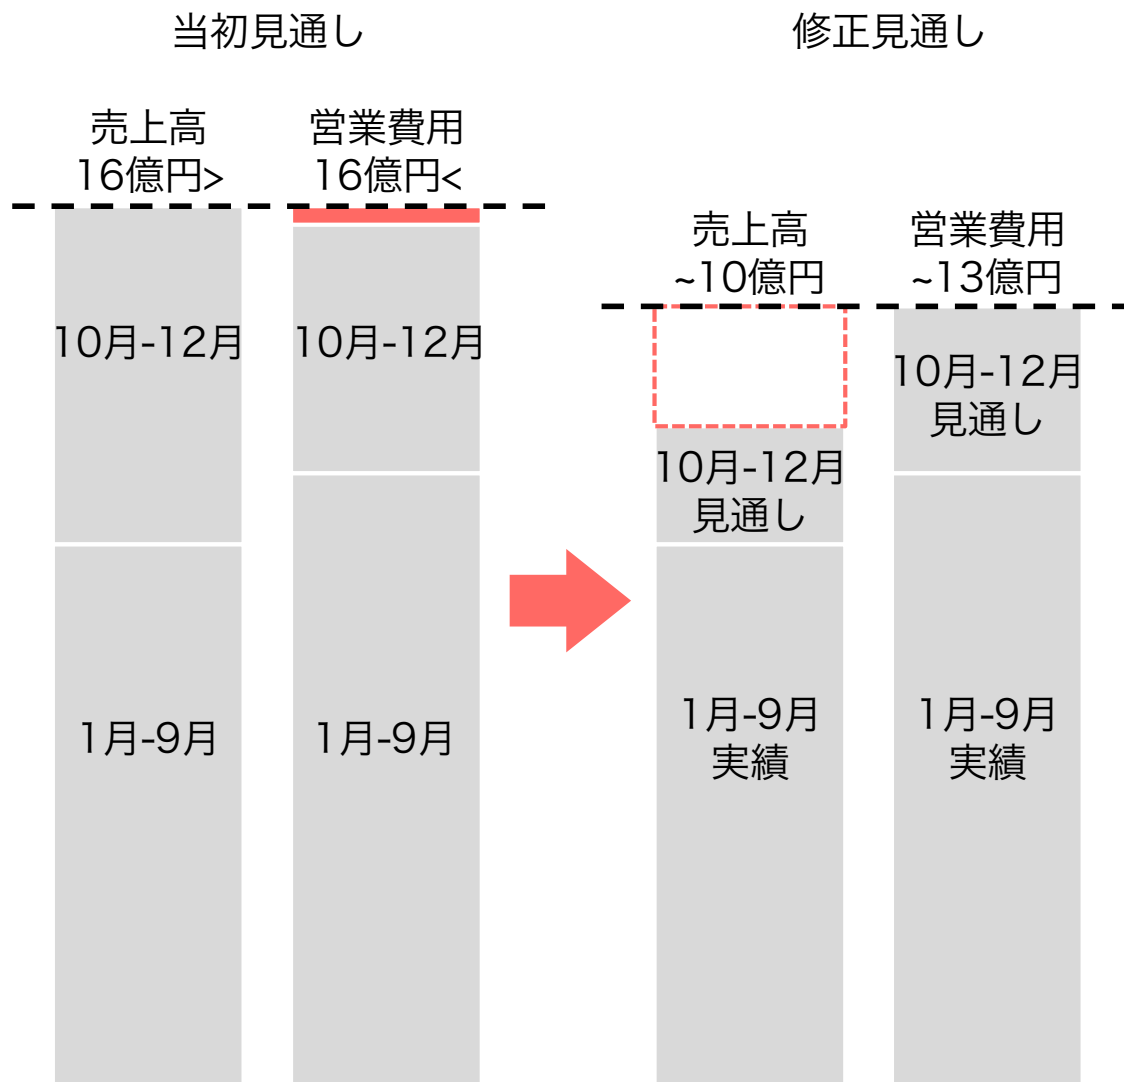 当初見通し
修正見通し
売上高
16億円>
営業費用
16億円<
売上高
~10億円
営業費用
~13億円
10月-12月
10月-12月
10月-12月
見通し
10月-12月
見通し
1月-9月
1月-9月
1月-9月
実績
1月-9月
実績